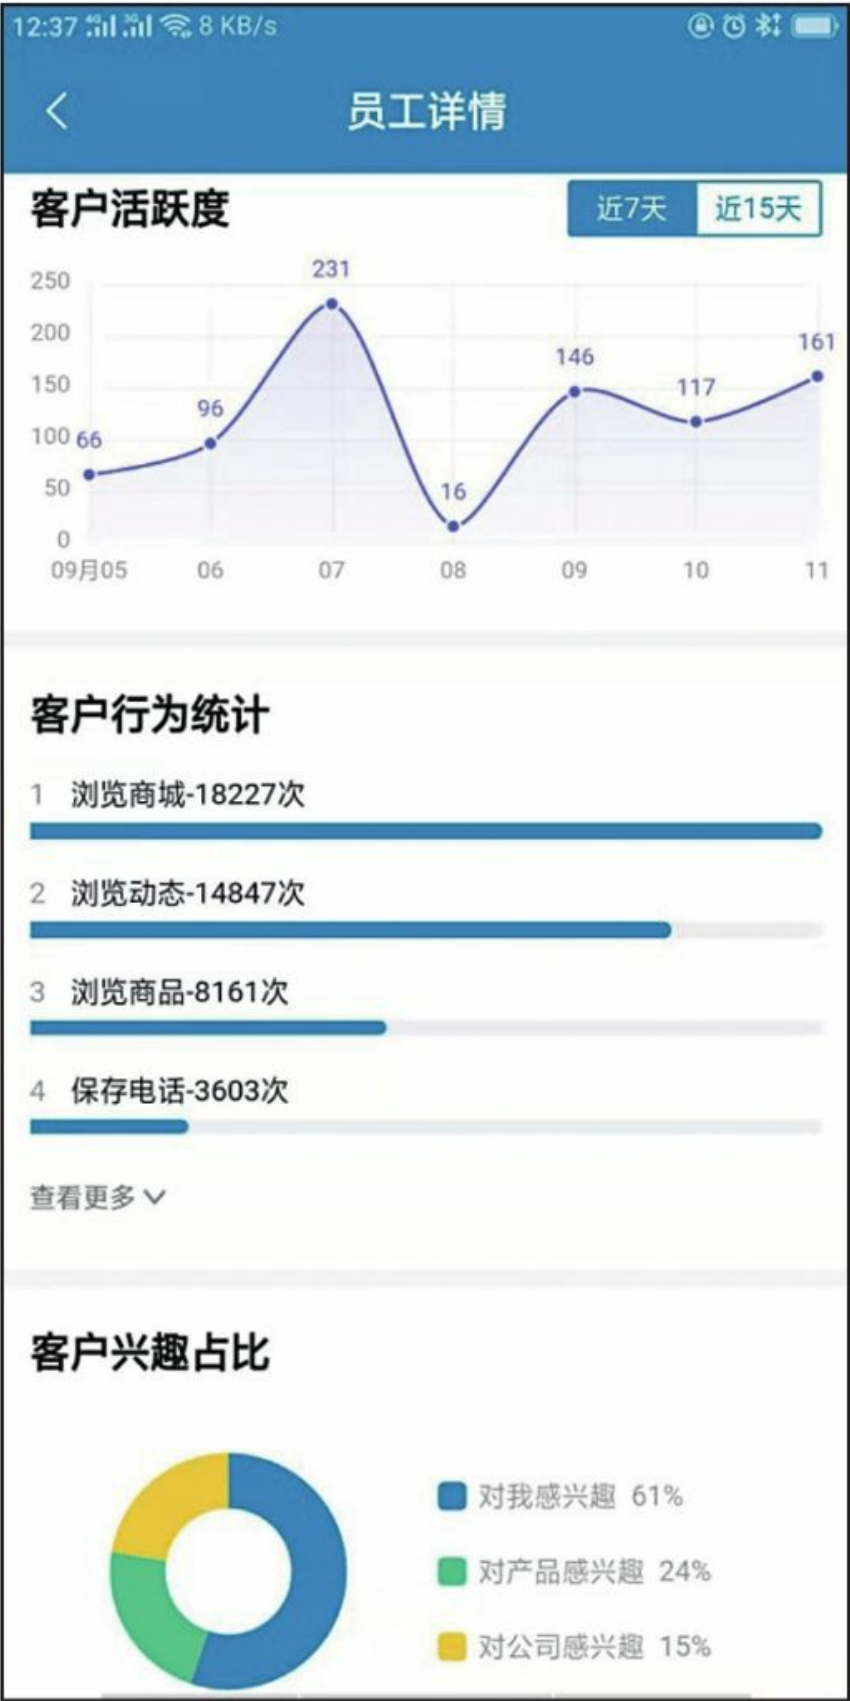 12:37 4G 3G 8 KB/s
员工详情
客户活跃度
近7天 近15天
250
200
150
100
50
0
66
96
231
16
146
117
161
09月05 06 07 08 09 10 11
客户行为统计
1 浏览商城-18227次
2 浏览动态-14847次
3 浏览商品-8161次
4 保存电话-3603次
查看更多
客户兴趣占比
对我感兴趣 61%
对产品感兴趣 24%
对公司感兴趣 15%